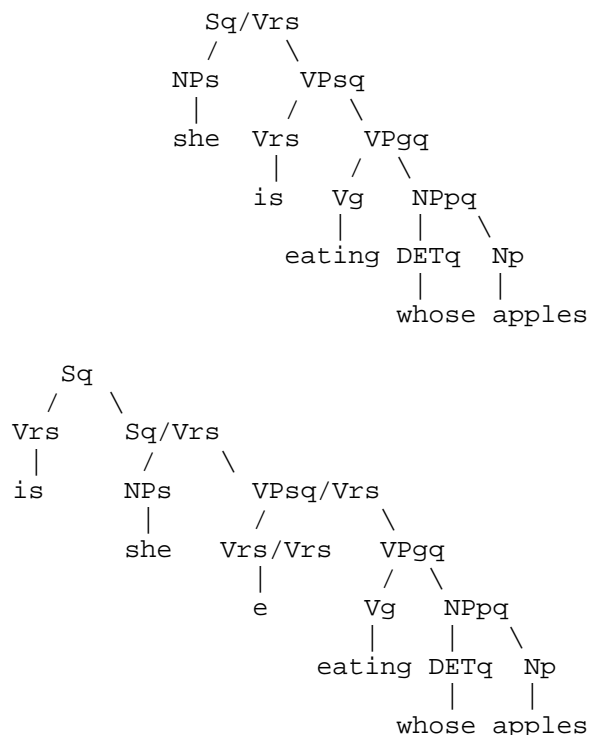 Sq/Vrs
NPs VPsq
she Vrs VPgq
is Vg NPpq
eating DETq Np
whose apples
Sq
Vrs Sq/Vrs
is NPs VPsq/Vrs
she Vrs/Vrs VPgq
e Vg NPpq
eating DETq Np
whose apples